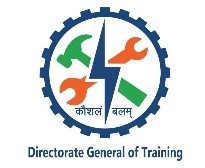 कौशलं बलम्
Directorate General of Training